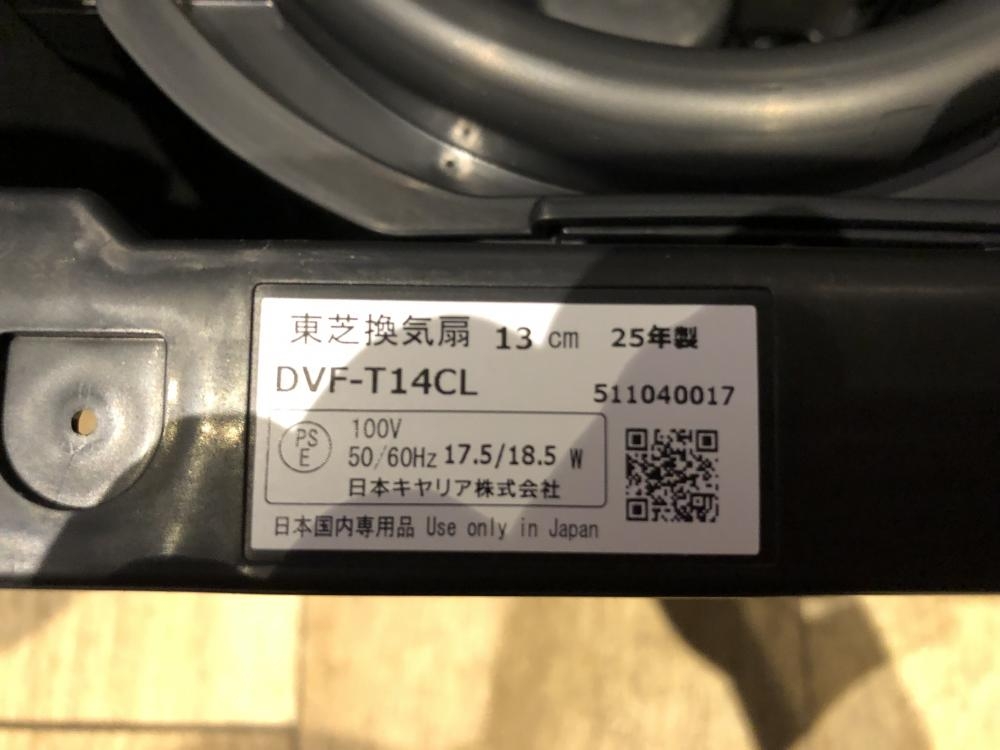 東芝換気扇 13 cm 25年製
DVF-T14CL 511040017
PS
E
100V
50/60Hz 17.5/18.5 W
日本キヤリア株式会社
日本国内専用品 Use only in Japan